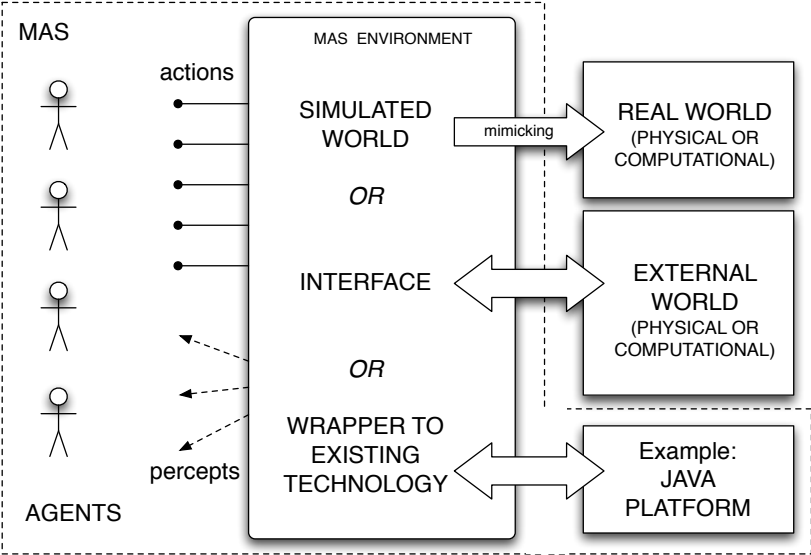 MAS
MAS ENVIRONMENT
actions
SIMULATED
WORLD
mimicking
REAL WORLD
(PHYSICAL OR
COMPUTATIONAL)
OR
INTERFACE
EXTERNAL
WORLD
(PHYSICAL OR
COMPUTATIONAL)
OR
WRAPPER TO
EXISTING
TECHNOLOGY
Example:
JAVA
PLATFORM
percepts
AGENTS